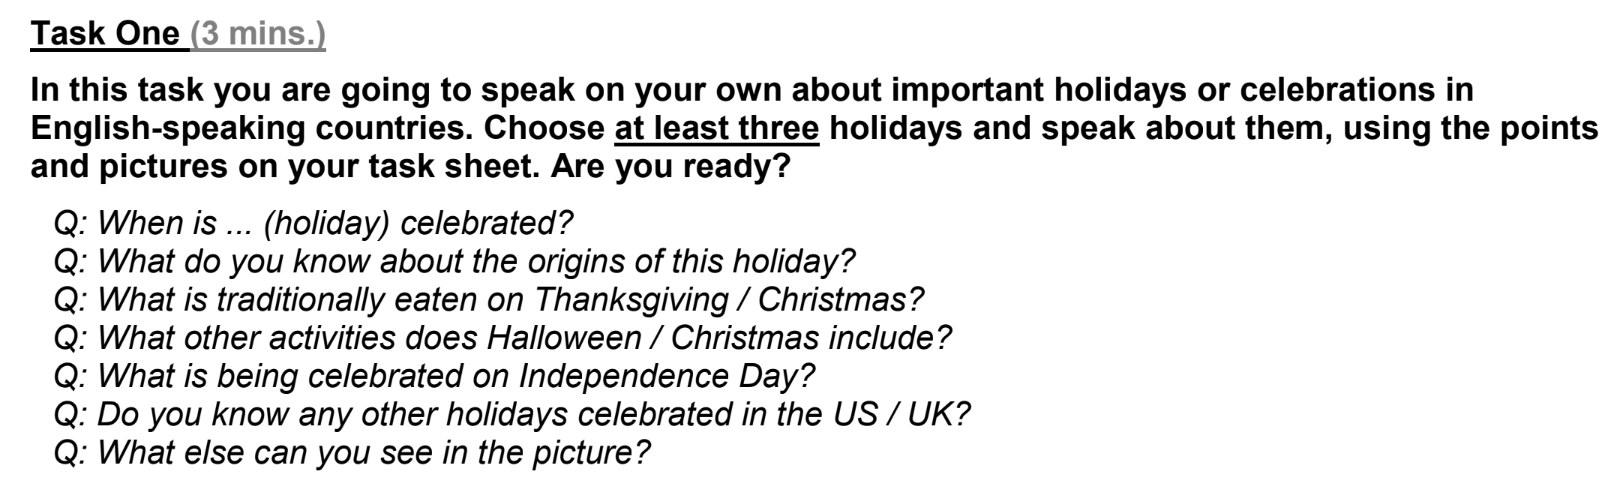 Task One (3 mins.)
In this task you are going to speak on your own about important holidays or celebrations in
English-speaking countries. Choose at least three holidays and speak about them, using the points
and pictures on your task sheet. Are you ready?
Q: When is ... (holiday) celebrated?
Q: What do you know about the origins of this holiday?
Q: What is traditionally eaten on Thanksgiving / Christmas?
Q: What other activities does Halloween / Christmas include?
Q: What is being celebrated on Independence Day?
Q: Do you know any other holidays celebrated in the US / UK?
Q: What else can you see in the picture?